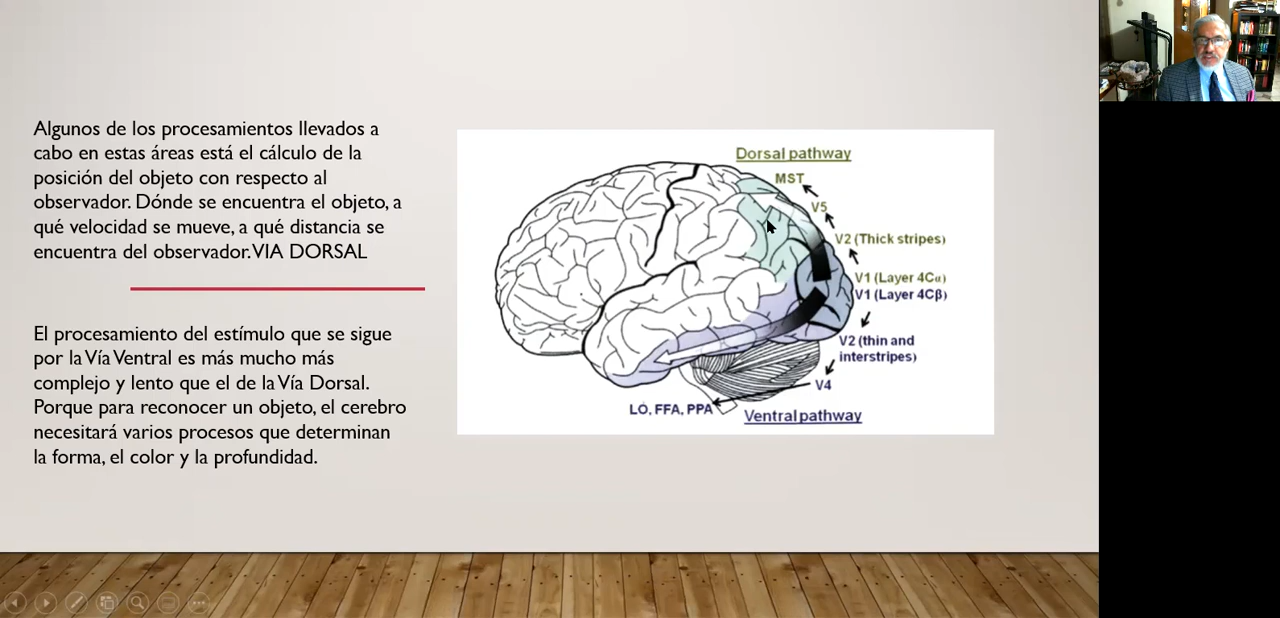 Algunos de los procesamientos llevados a
cabo en estas áreas está el cálculo de la
posición del objeto con respecto al
observador. Dónde se encuentra el objeto, a
qué velocidad se mueve, a qué distancia se
encuentra del observador. VIA DORSAL
El procesamiento del estímulo que se sigue
por la Vía Ventral es más mucho más
complejo y lento que el de la Vía Dorsal.
Porque para reconocer un objeto, el cerebro
necesitará varios procesos que determinan
la forma, el color y la profundidad.
Dorsal pathway
MST
V5
V2 (Thick stripes)
V1 (Layer 4Cα)
V1 (Layer 4Cβ)
V2 (thin and
interstripes)
V4
LO, FFA, PPA
Ventral pathway